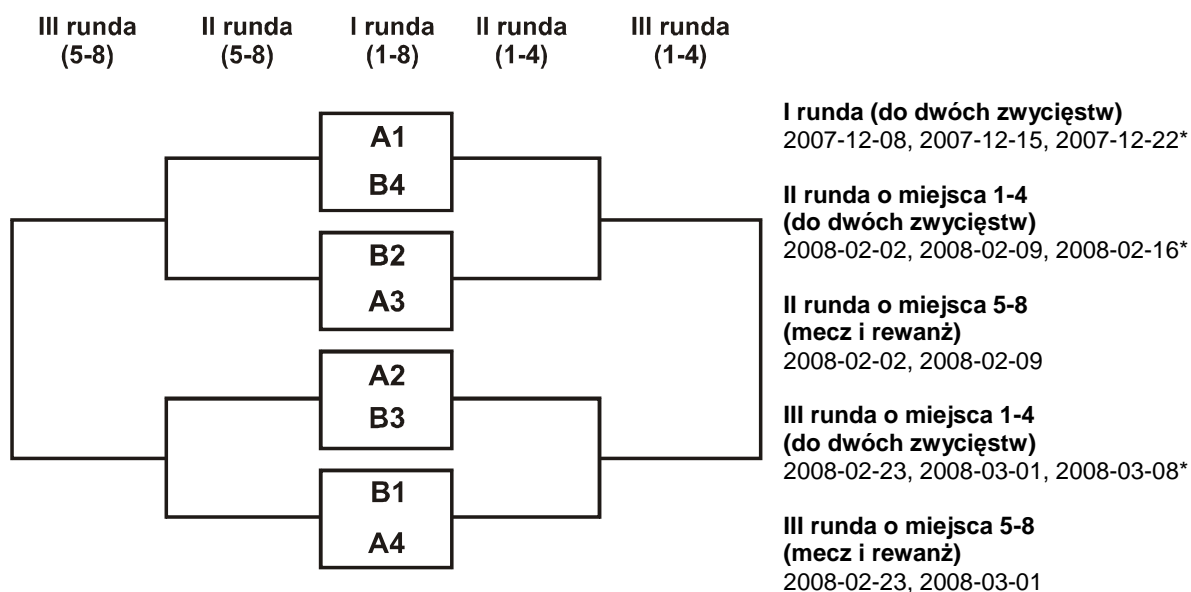 III runda II runda I runda II runda III runda
(5-8) (5-8) (1-8) (1-4) (1-4)
A1
B4
B2
A3
A2
B3
B1
A4
I runda (do dwóch zwycięstw)
2007-12-08, 2007-12-15, 2007-12-22*
II runda o miejsca 1-4
(do dwóch zwycięstw)
2008-02-02, 2008-02-09, 2008-02-16*
II runda o miejsca 5-8
(mecz i rewanż)
2008-02-02, 2008-02-09
III runda o miejsca 1-4
(do dwóch zwycięstw)
2008-02-23, 2008-03-01, 2008-03-08*
III runda o miejsca 5-8
(mecz i rewanż)
2008-02-23, 2008-03-01